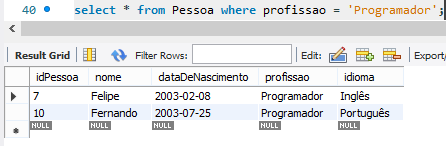 40 select * from Pessoa where profissao = 'Programador';
Result Grid Filter Rows: Edit: Export/
idPessoa nome dataDeNascimento profissao idioma
7 Felipe 2003-02-08 Programador Inglês
10 Fernando 2003-07-25 Programador Português
NULL NULL NULL NULL NULL